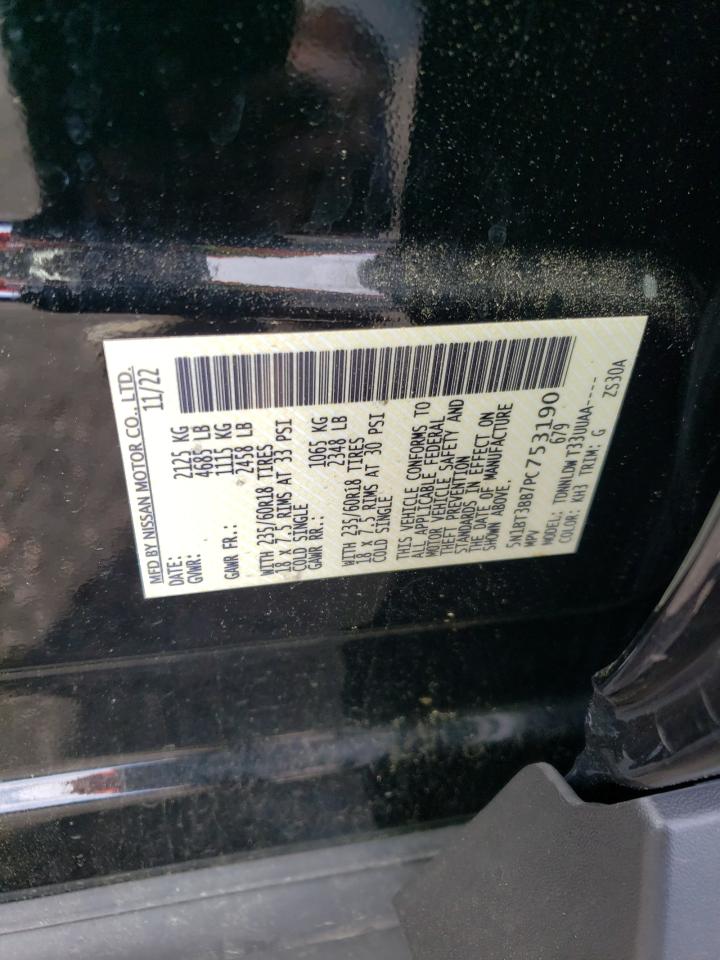 MFD BY NISSAN MOTOR CO., LTD.
DATE: 11/22
GVWR: 2125 KG
4685 LB
GAWR FR.: 1115 KG
2458 LB
WITH 235/60R18 TIRES
18 X 7.5 RIMS AT 33 PSI
COLD SINGLE
GAWR RR.: 1065 KG
2348 LB
WITH 235/60R18 TIRES
18 X 7.5 RIMS AT 30 PSI
COLD SINGLE
THIS VEHICLE CONFORMS TO
ALL APPLICABLE FEDERAL
MOTOR VEHICLE SAFETY AND
THEFT PREVENTION
STANDARDS IN EFFECT ON
THE DATE OF MANUFACTURE
SHOWN ABOVE.
5N1BT3BB7PC753190
MPV 679
MODEL: TDNNLDW T33UUAA-----
COLOR: KH3 TRIM: G ZS30A